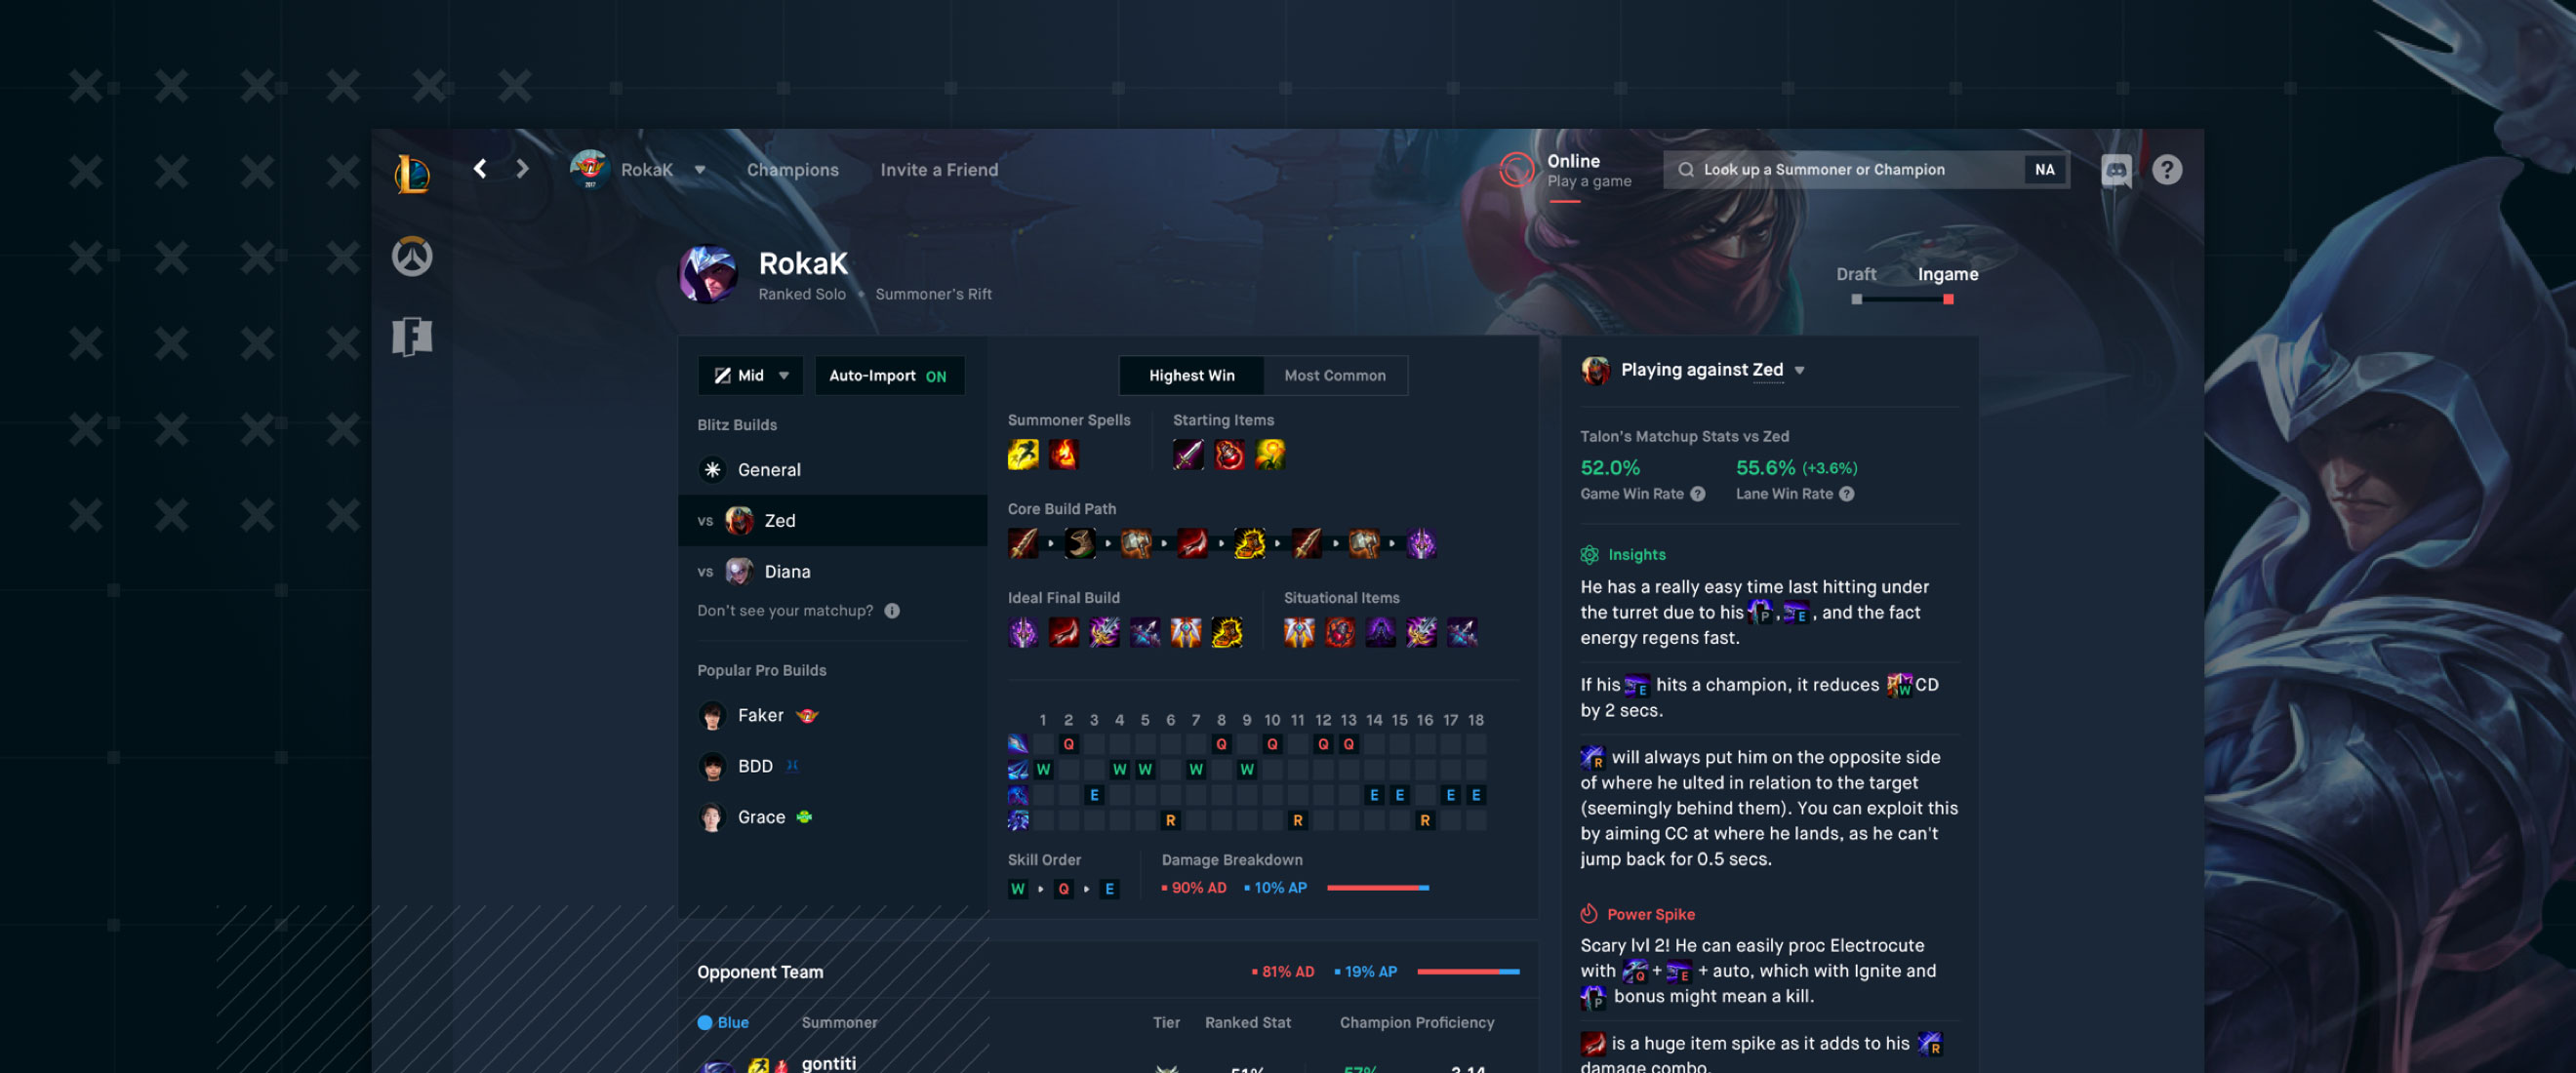 RokaK
Champions
Invite a Friend
Online
Play a game
Look up a Summoner or Champion
NA
?
RokaK
Ranked Solo
Summoner's Rift
Draft
Ingame
Mid
Auto-Import ON
Blitz Builds
General
vs Zed
vs Diana
Don't see your matchup?
Popular Pro Builds
Faker
BDD
Grace
Highest Win
Most Common
Summoner Spells
Starting Items
Core Build Path
Ideal Final Build
Situational Items
1 2 3 4 5 6 7 8 9 10 11 12 13 14 15 16 17 18
Q Q Q Q Q
W W W W W
E E E E E
R R R
Skill Order
W Q E
Damage Breakdown
90% AD 10% AP
Opponent Team
81% AD 19% AP
Blue
Summoner
Tier
Ranked Stat
Champion Proficiency
gontiti
51%
57%
3.14
Playing against Zed
Talon's Matchup Stats vs Zed
52.0%
55.6% (+3.6%)
Game Win Rate ?
Lane Win Rate ?
Insights
He has a really easy time last hitting under
the turret due to his P, E, and the fact
energy regens fast.
If his E hits a champion, it reduces W CD
by 2 secs.
R will always put him on the opposite side
of where he ulted in relation to the target
(seemingly behind them). You can exploit this
by aiming CC at where he lands, as he can't
jump back for 0.5 secs.
Power Spike
Scary lvl 2! He can easily proc Electrocute
with Q + E + auto, which with Ignite and
P bonus might mean a kill.
is a huge item spike as it adds to his R
damage combo.